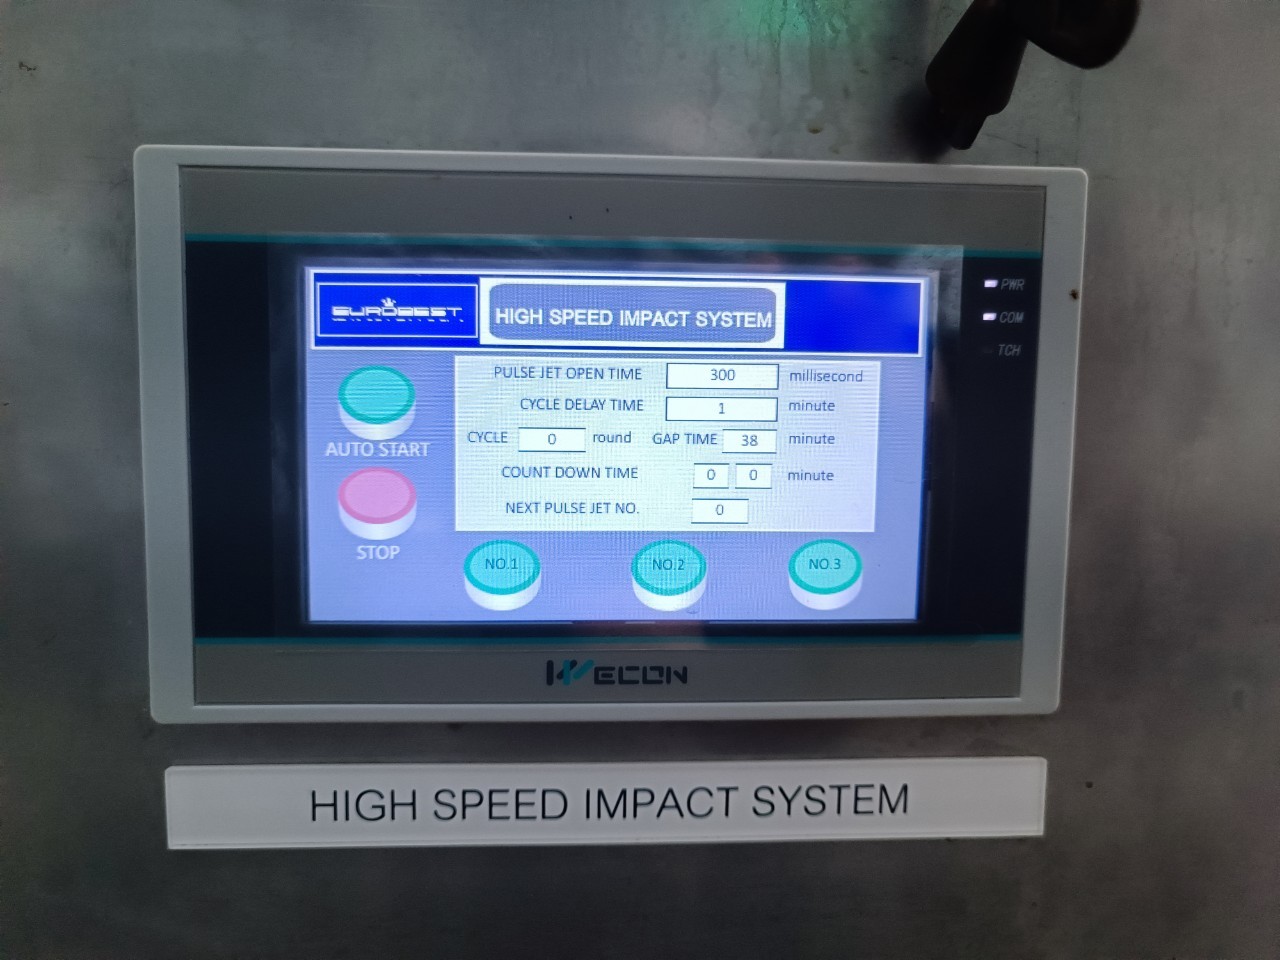 EUROBEST
HIGH SPEED IMPACT SYSTEM
PWR
COM
TCH
PULSE JET OPEN TIME 300 millisecond
CYCLE DELAY TIME 1 minute
CYCLE 0 round GAP TIME 38 minute
COUNT DOWN TIME 0 0 minute
NEXT PULSE JET NO. 0
AUTO START
STOP
NO.1 NO.2 NO.3
WECON
HIGH SPEED IMPACT SYSTEM